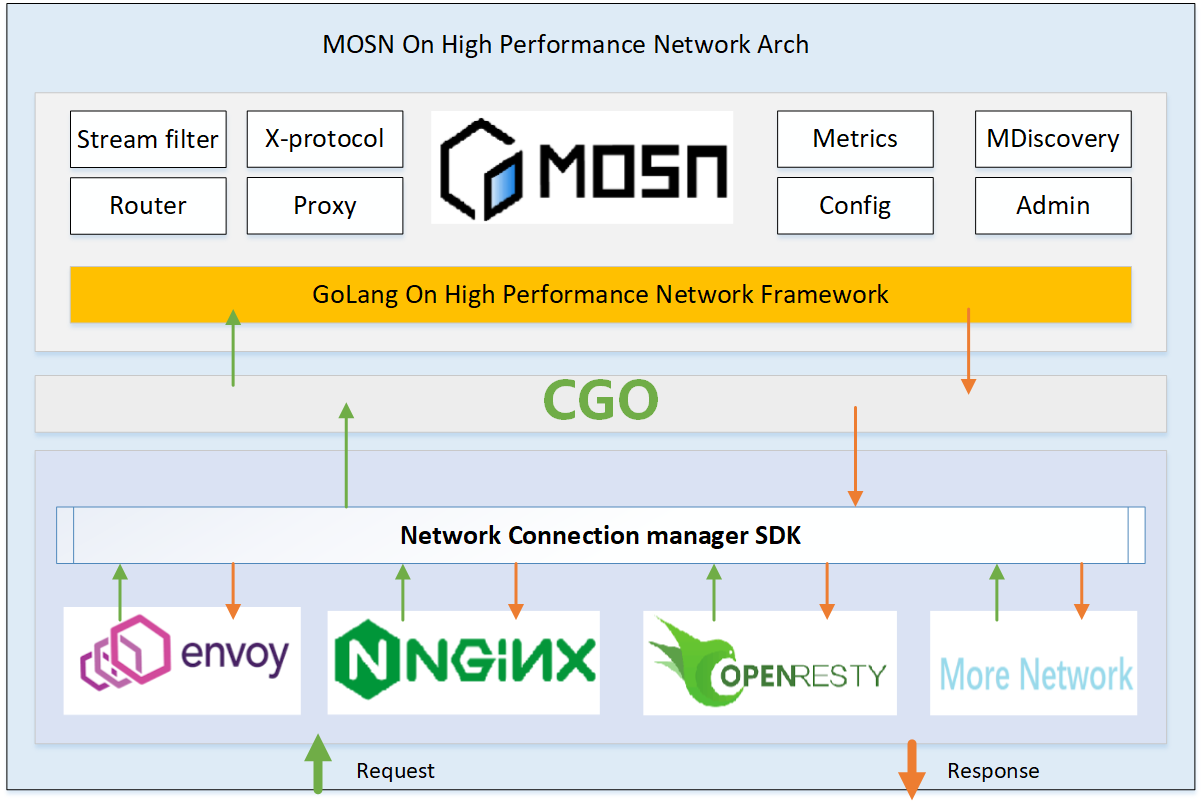 MOSN On High Performance Network Arch
Stream filter
X-protocol
MOSN
Metrics
MDiscovery
Router
Proxy
Config
Admin
GoLang On High Performance Network Framework
CGO
Network Connection manager SDK
envoy
N NGiNX
OPENRESTY
More Network
Request
Response